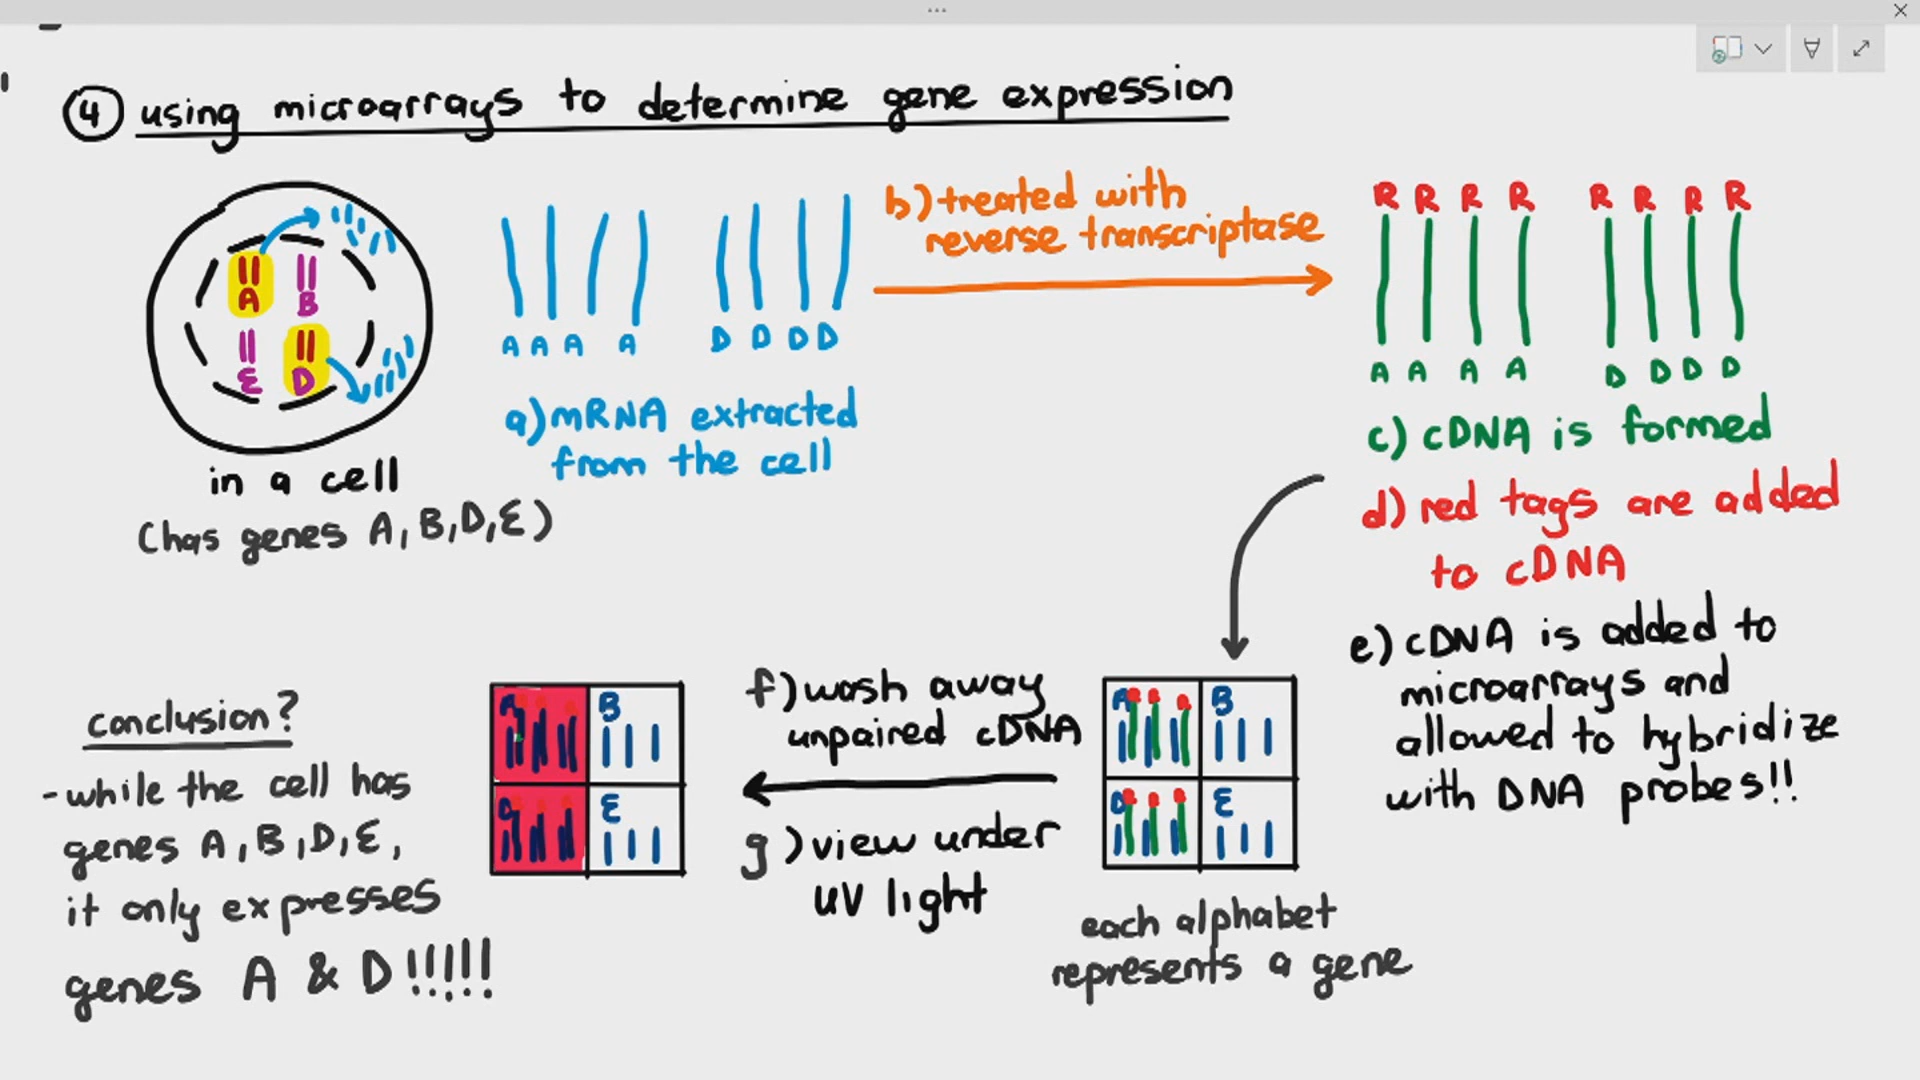 4 using microarrays to determine gene expression
A B
E D
in a cell
(has genes A, B, D, E)
A A A A D D D D
a) mRNA extracted
from the cell
b) treated with
reverse transcriptase
R R R R R R R R
A A A A D D D D
c) cDNA is formed
d) red tags are added
to cDNA
e) cDNA is added to
microarrays and
allowed to hybridize
with DNA probes!!
A B
D E
each alphabet
represents a gene
f) wash away
unpaired cDNA
g) view under
UV light
A B
D E
conclusion?
- while the cell has
genes A, B, D, E,
it only expresses
genes A & D!!!!!